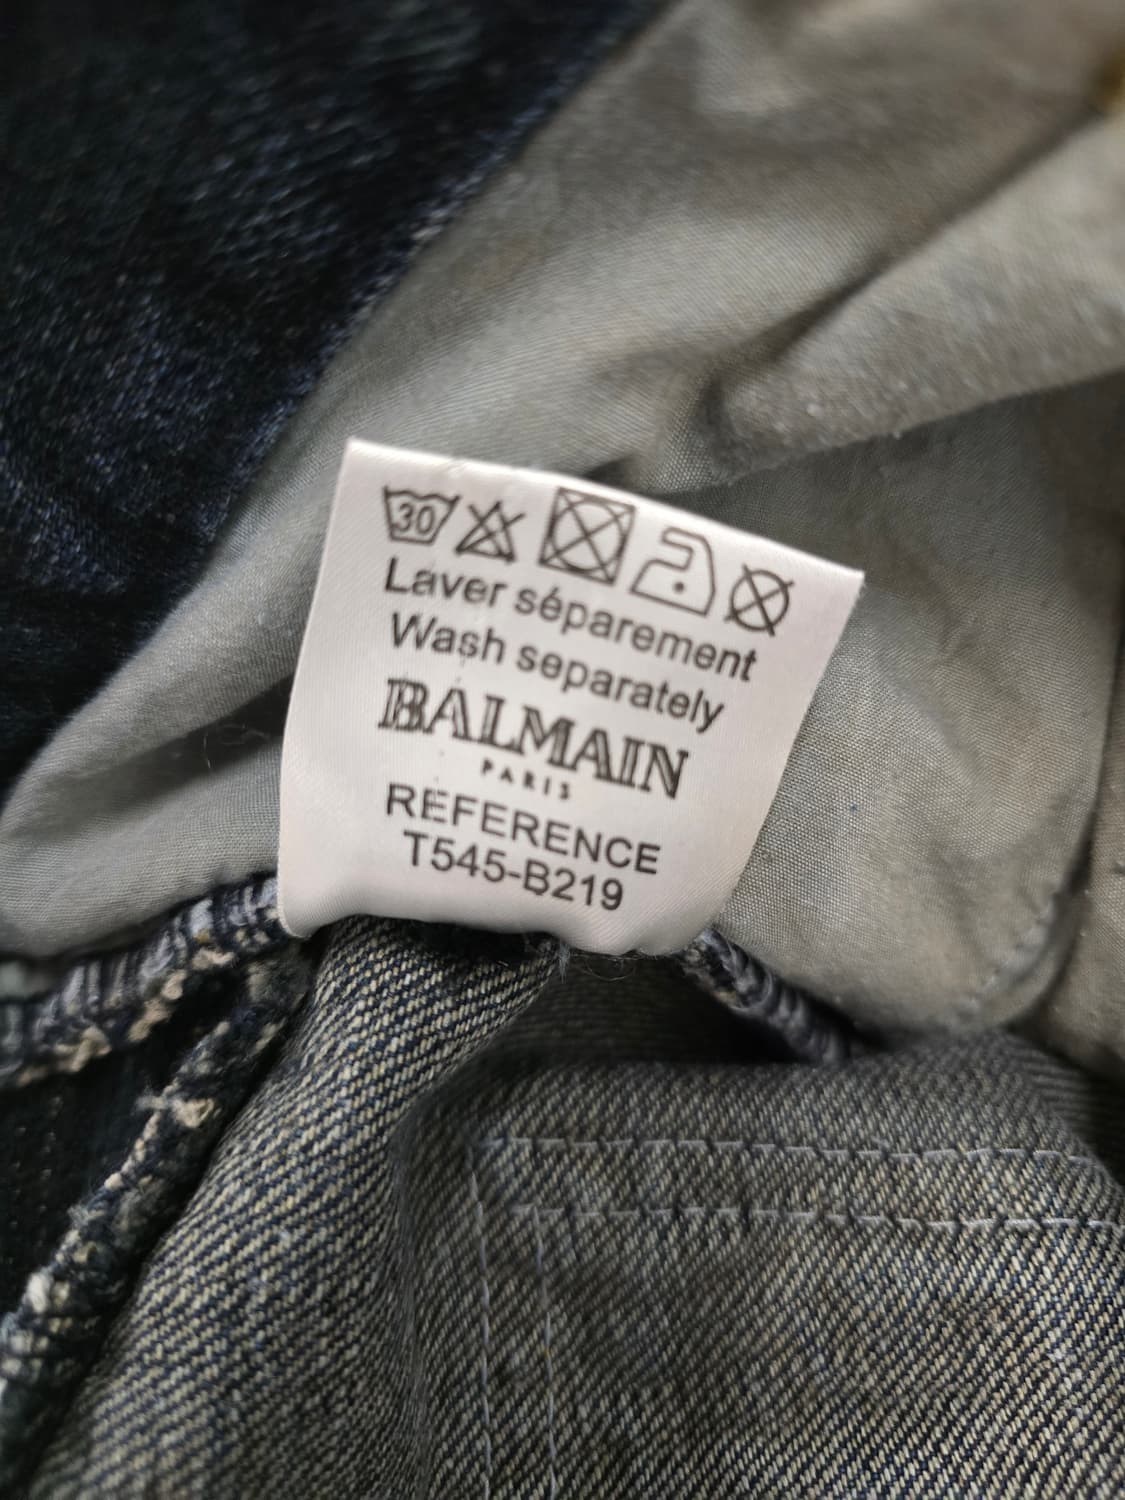 30
Laver séparement
Wash separately
BALMAIN
PARIS
REFERENCE
T545-B219